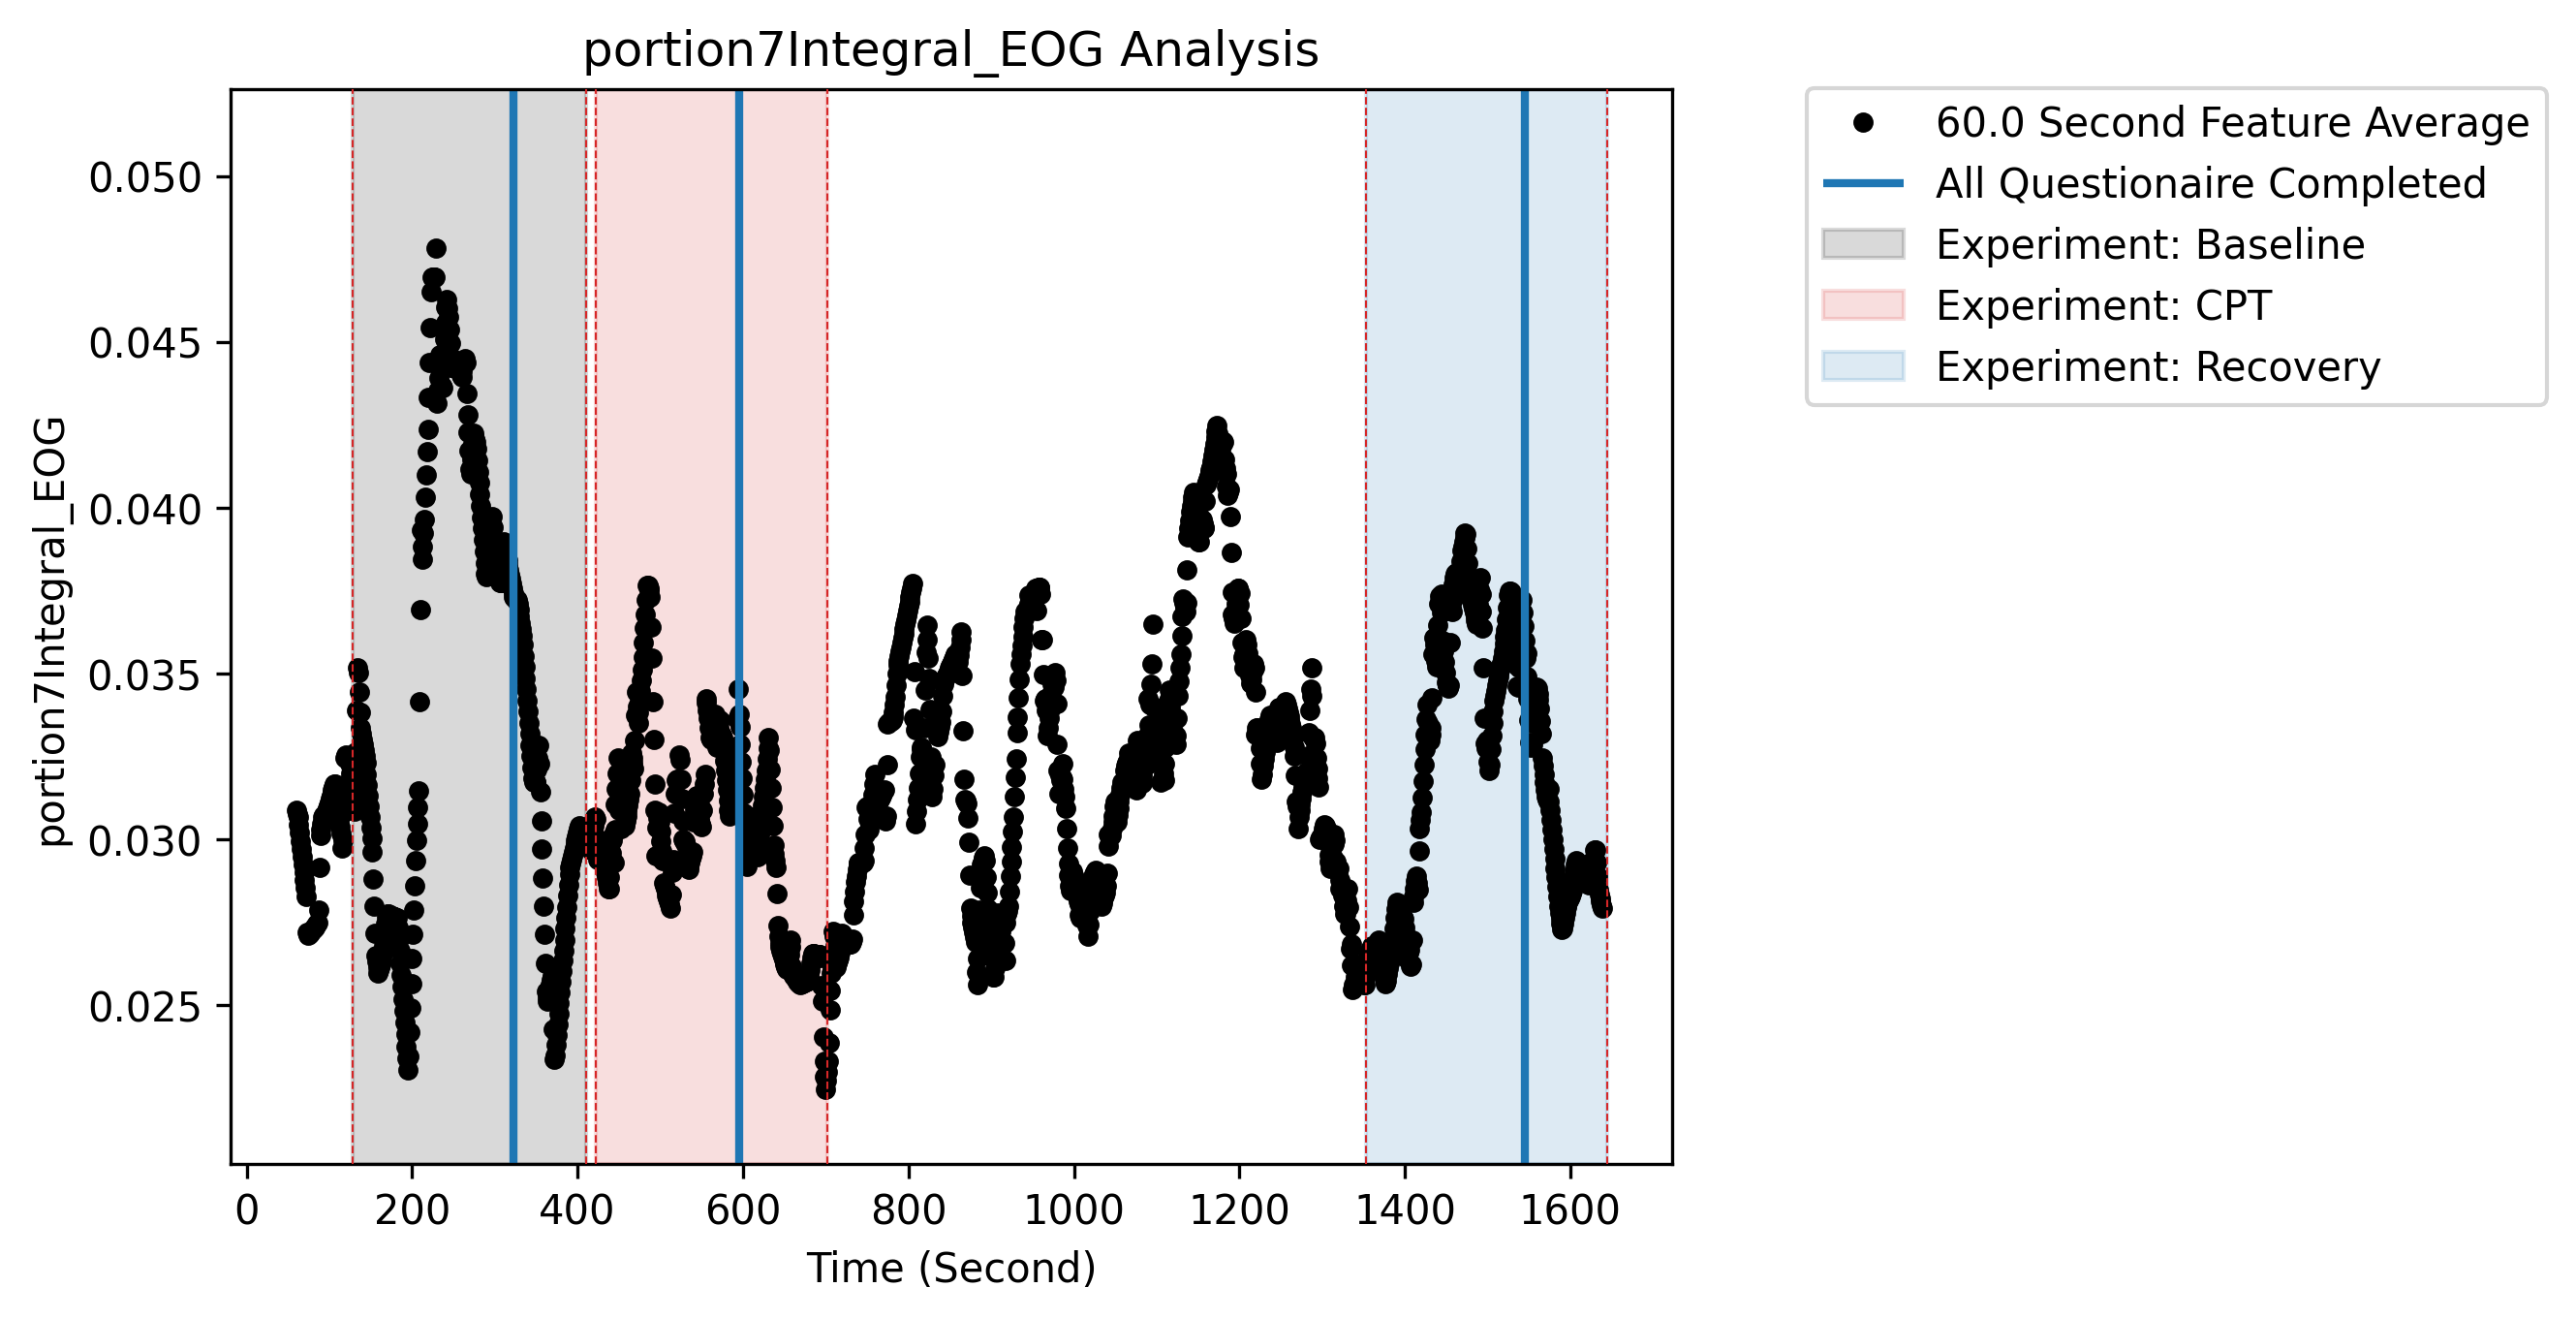 portion7Integral_EOG Analysis
60.0 Second Feature Average
All Questionaire Completed
Experiment: Baseline
Experiment: CPT
Experiment: Recovery
portion7Integral_EOG
0.050
0.045
0.040
0.035
0.030
0.025
0 200 400 600 800 1000 1200 1400 1600
Time (Second)